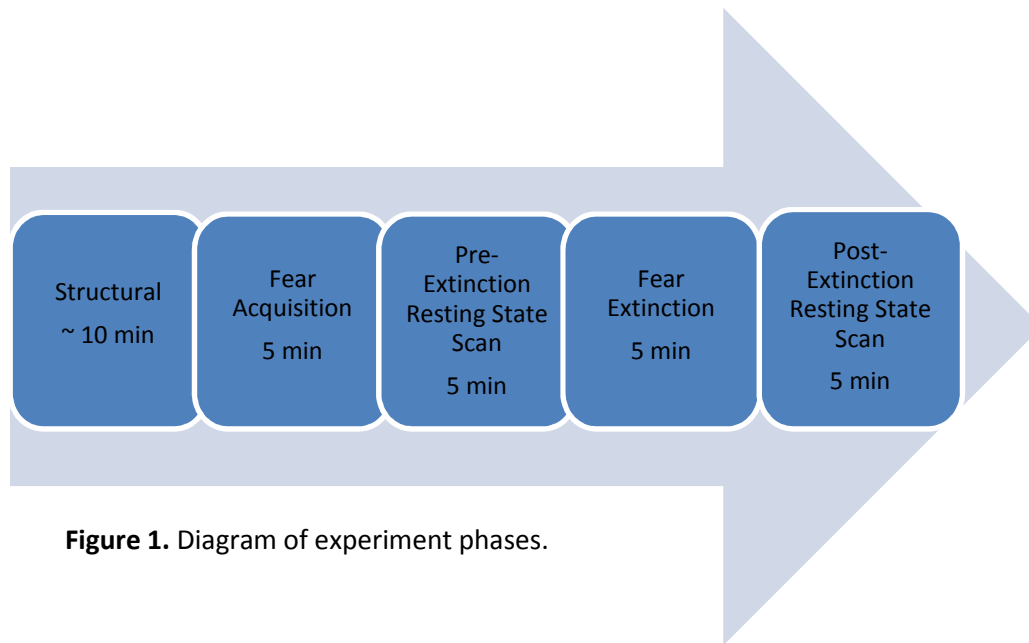 Structural
~ 10 min
Fear
Acquisition
5 min
Pre-
Extinction
Resting State
Scan
5 min
Fear
Extinction
5 min
Post-
Extinction
Resting State
Scan
5 min
Figure 1. Diagram of experiment phases.